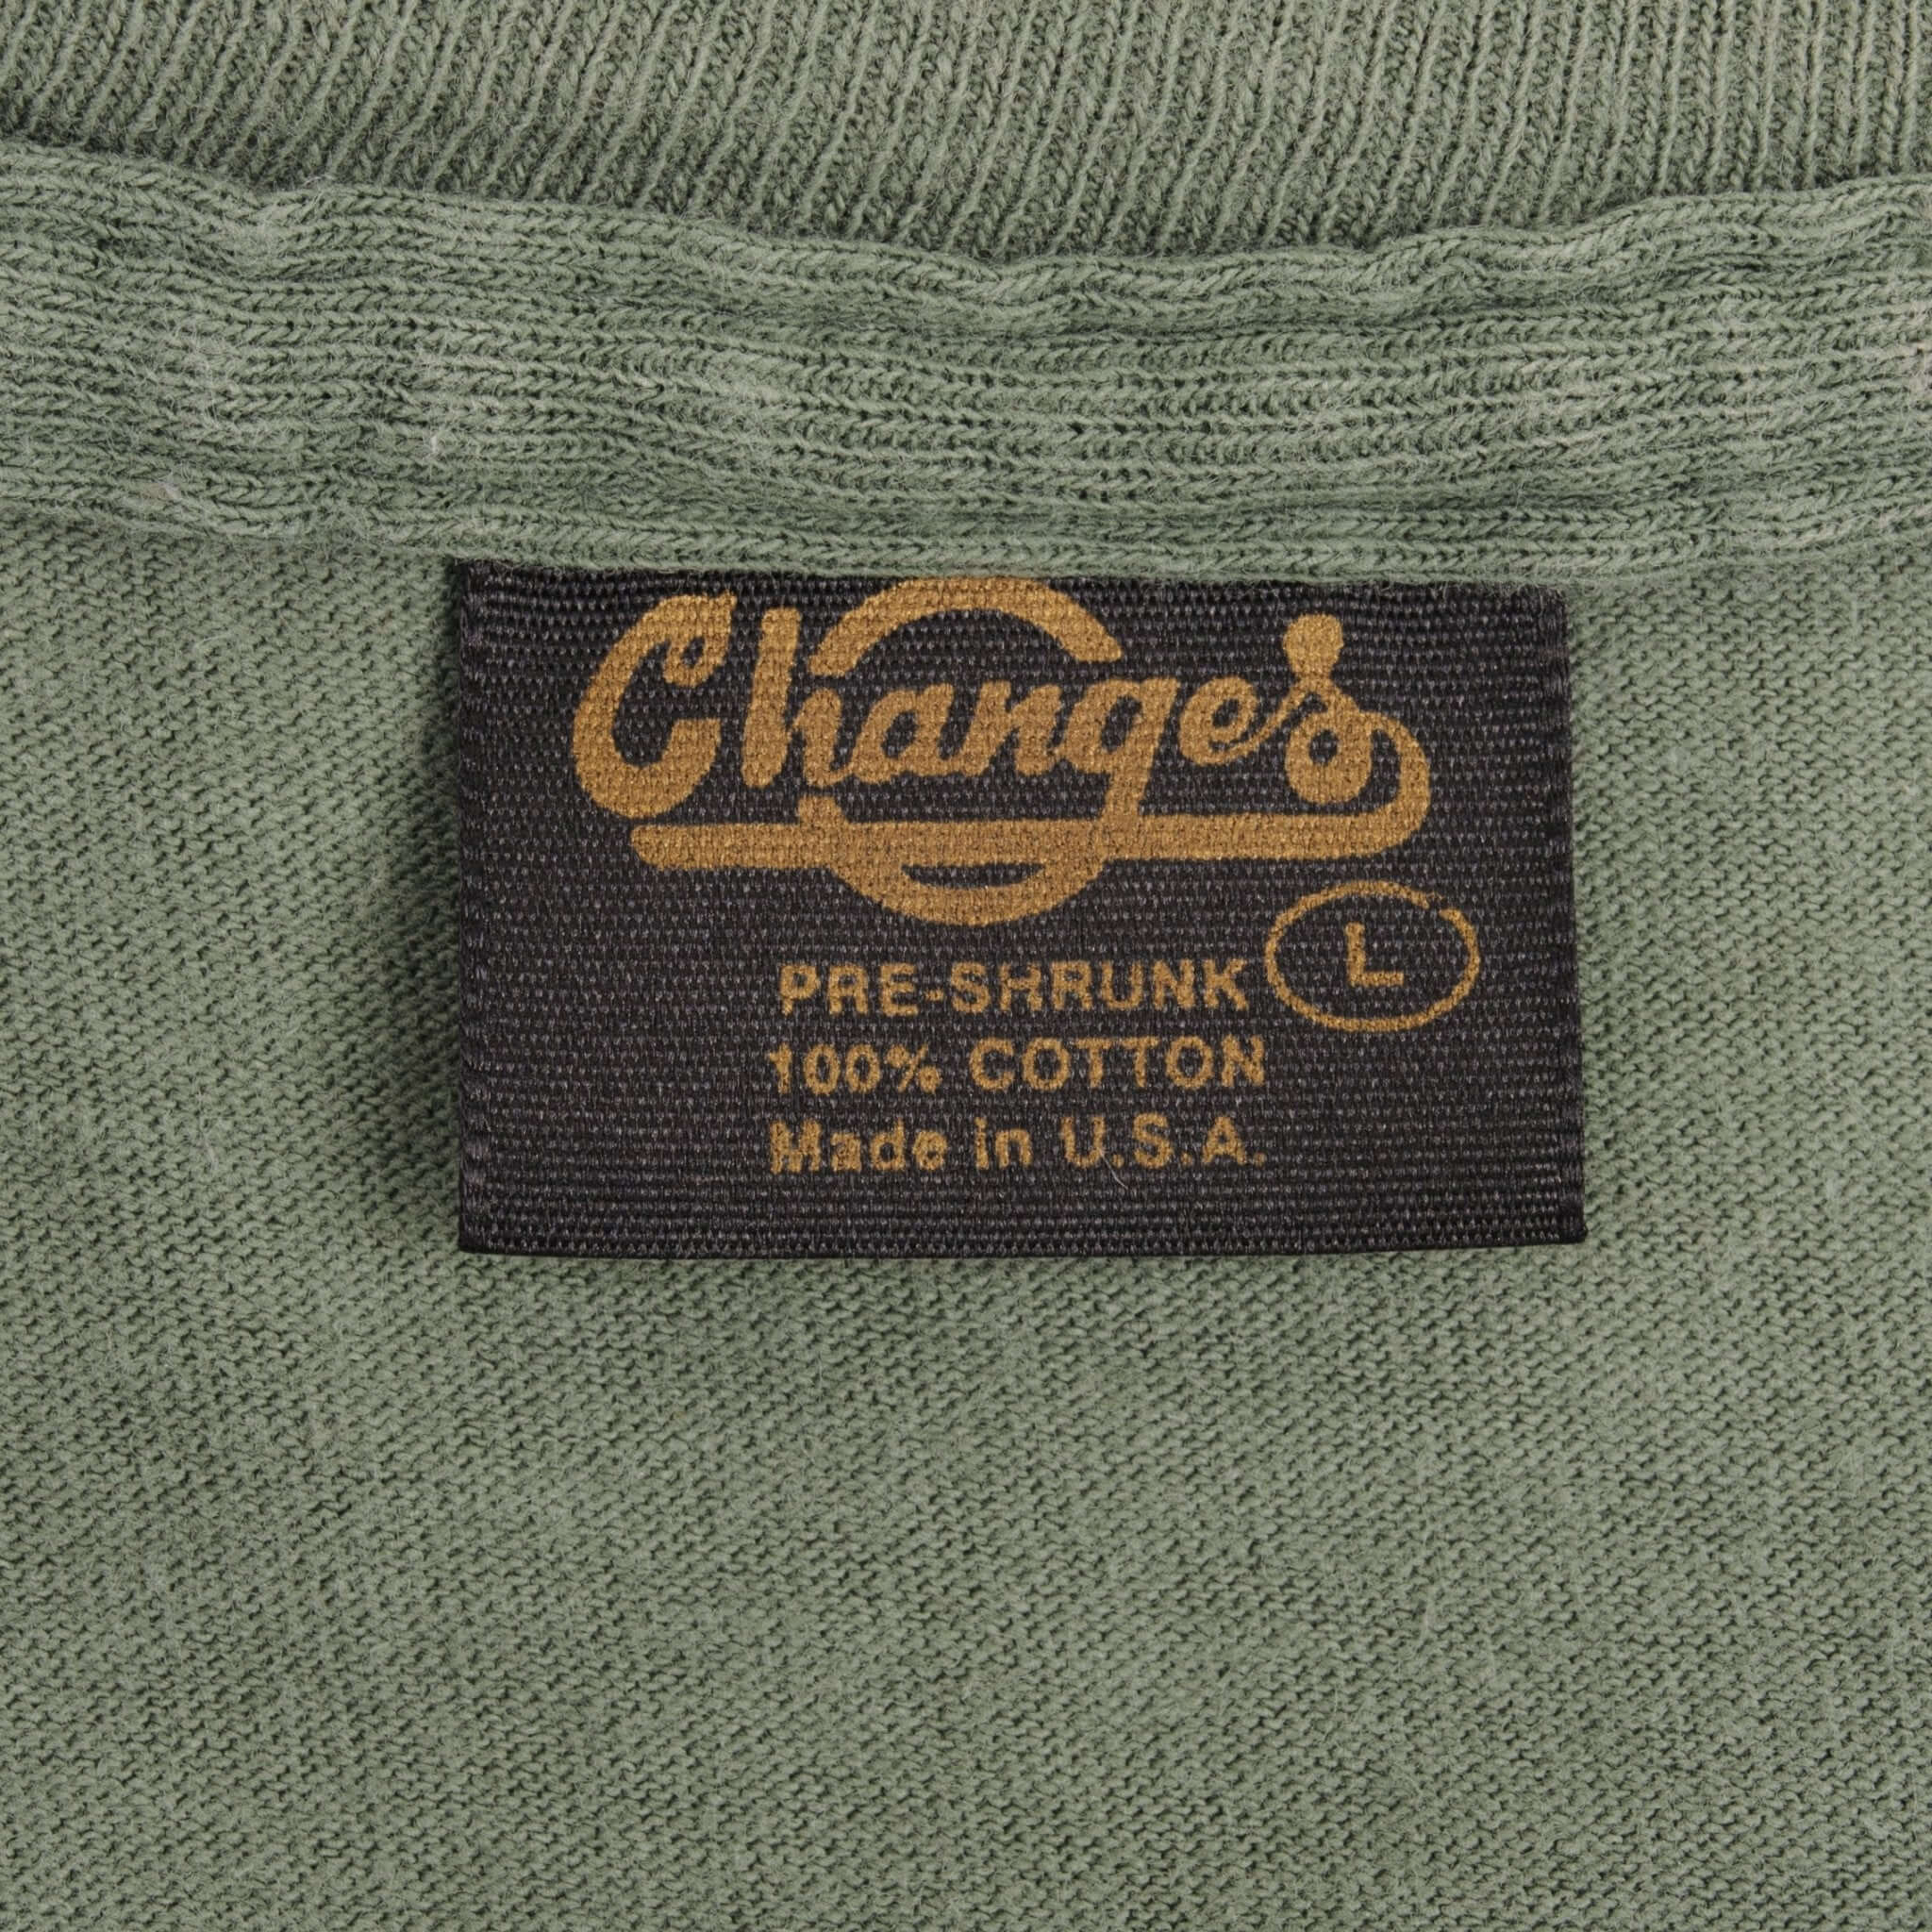 Changes
L
PRE-SHRUNK
100% COTTON
Made in U.S.A.